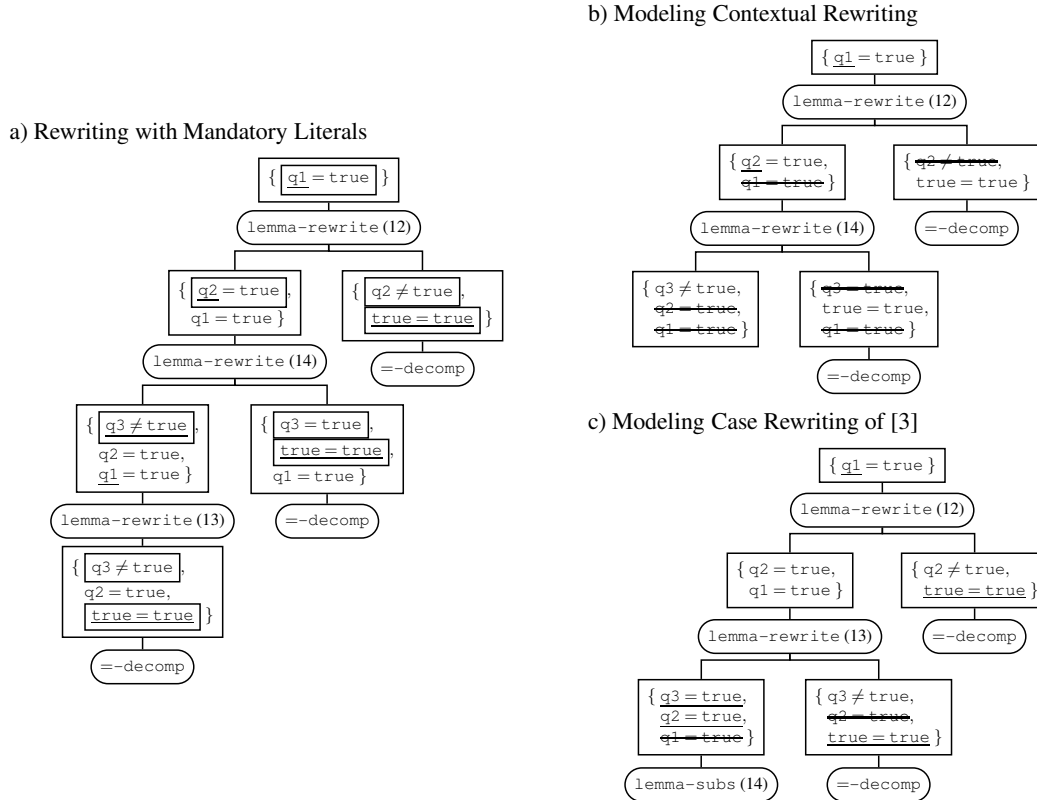 a) Rewriting with Mandatory Literals
{ q1 = true }
lemma-rewrite (12)
{ q2 = true ,
q1 = true }
{ q2 ≠ true ,
true = true }
lemma-rewrite (14)
=-decomp
{ q3 ≠ true ,
q2 = true,
q1 = true }
{ q3 = true ,
true = true ,
q1 = true }
lemma-rewrite (13)
=-decomp
{ q3 ≠ true ,
q2 = true,
true = true }
=-decomp
b) Modeling Contextual Rewriting
{ q1 = true }
lemma-rewrite (12)
{ q2 = true,
q1 = true }
{ q2 ≠ true,
true = true }
lemma-rewrite (14)
=-decomp
{ q3 ≠ true,
q2 = true,
q1 = true }
{ q3 = true,
true = true,
q1 = true }
=-decomp
c) Modeling Case Rewriting of [3]
{ q1 = true }
lemma-rewrite (12)
{ q2 = true,
q1 = true }
{ q2 ≠ true,
true = true }
lemma-rewrite (13)
=-decomp
{ q3 = true,
q2 = true,
q1 = true }
{ q3 ≠ true,
q2 = true,
true = true }
lemma-subs (14)
=-decomp